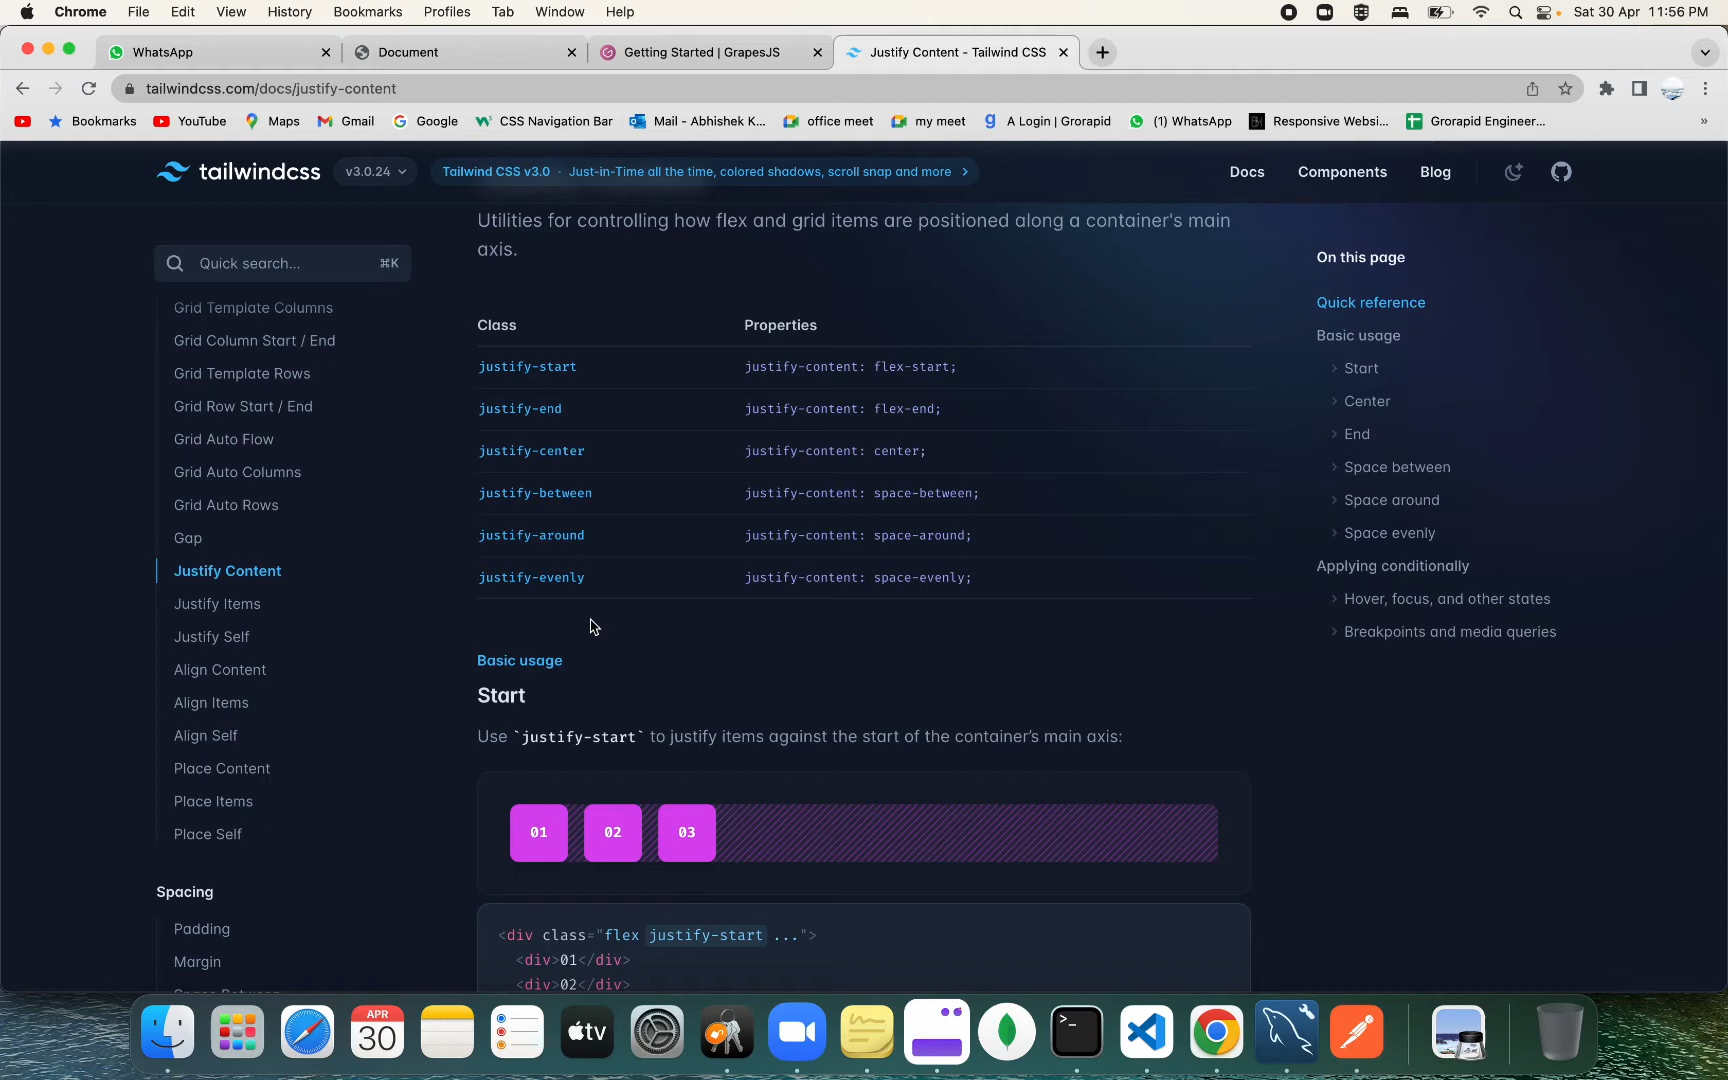 Chrome File Edit View History Bookmarks Profiles Tab Window Help Sat 30 Apr 11:56 PM
WhatsApp Document Getting Started | GrapesJS Justify Content - Tailwind CSS
tailwindcss.com/docs/justify-content
Bookmarks YouTube Maps Gmail Google CSS Navigation Bar Mail - Abhishek K... office meet my meet A Login | Grorapid (1) WhatsApp Responsive Websi... Grorapid Engineer... »
tailwindcss v3.0.24 Tailwind CSS v3.0 · Just-in-Time all the time, colored shadows, scroll snap and more Docs Components Blog
Quick search... ⌘K
Grid Template Columns
Grid Column Start / End
Grid Template Rows
Grid Row Start / End
Grid Auto Flow
Grid Auto Columns
Grid Auto Rows
Gap
Justify Content
Justify Items
Justify Self
Align Content
Align Items
Align Self
Place Content
Place Items
Place Self
Spacing
Padding
Margin
Utilities for controlling how flex and grid items are positioned along a container's main
axis.
Class Properties
justify-start justify-content: flex-start;
justify-end justify-content: flex-end;
justify-center justify-content: center;
justify-between justify-content: space-between;
justify-around justify-content: space-around;
justify-evenly justify-content: space-evenly;
Basic usage
Start
Use `justify-start` to justify items against the start of the container's main axis:
01 02 03
<div class="flex justify-start ...">
<div>01</div>
<div>02</div>
On this page
Quick reference
Basic usage
Start
Center
End
Space between
Space around
Space evenly
Applying conditionally
Hover, focus, and other states
Breakpoints and media queries
APR
30
tv
>_